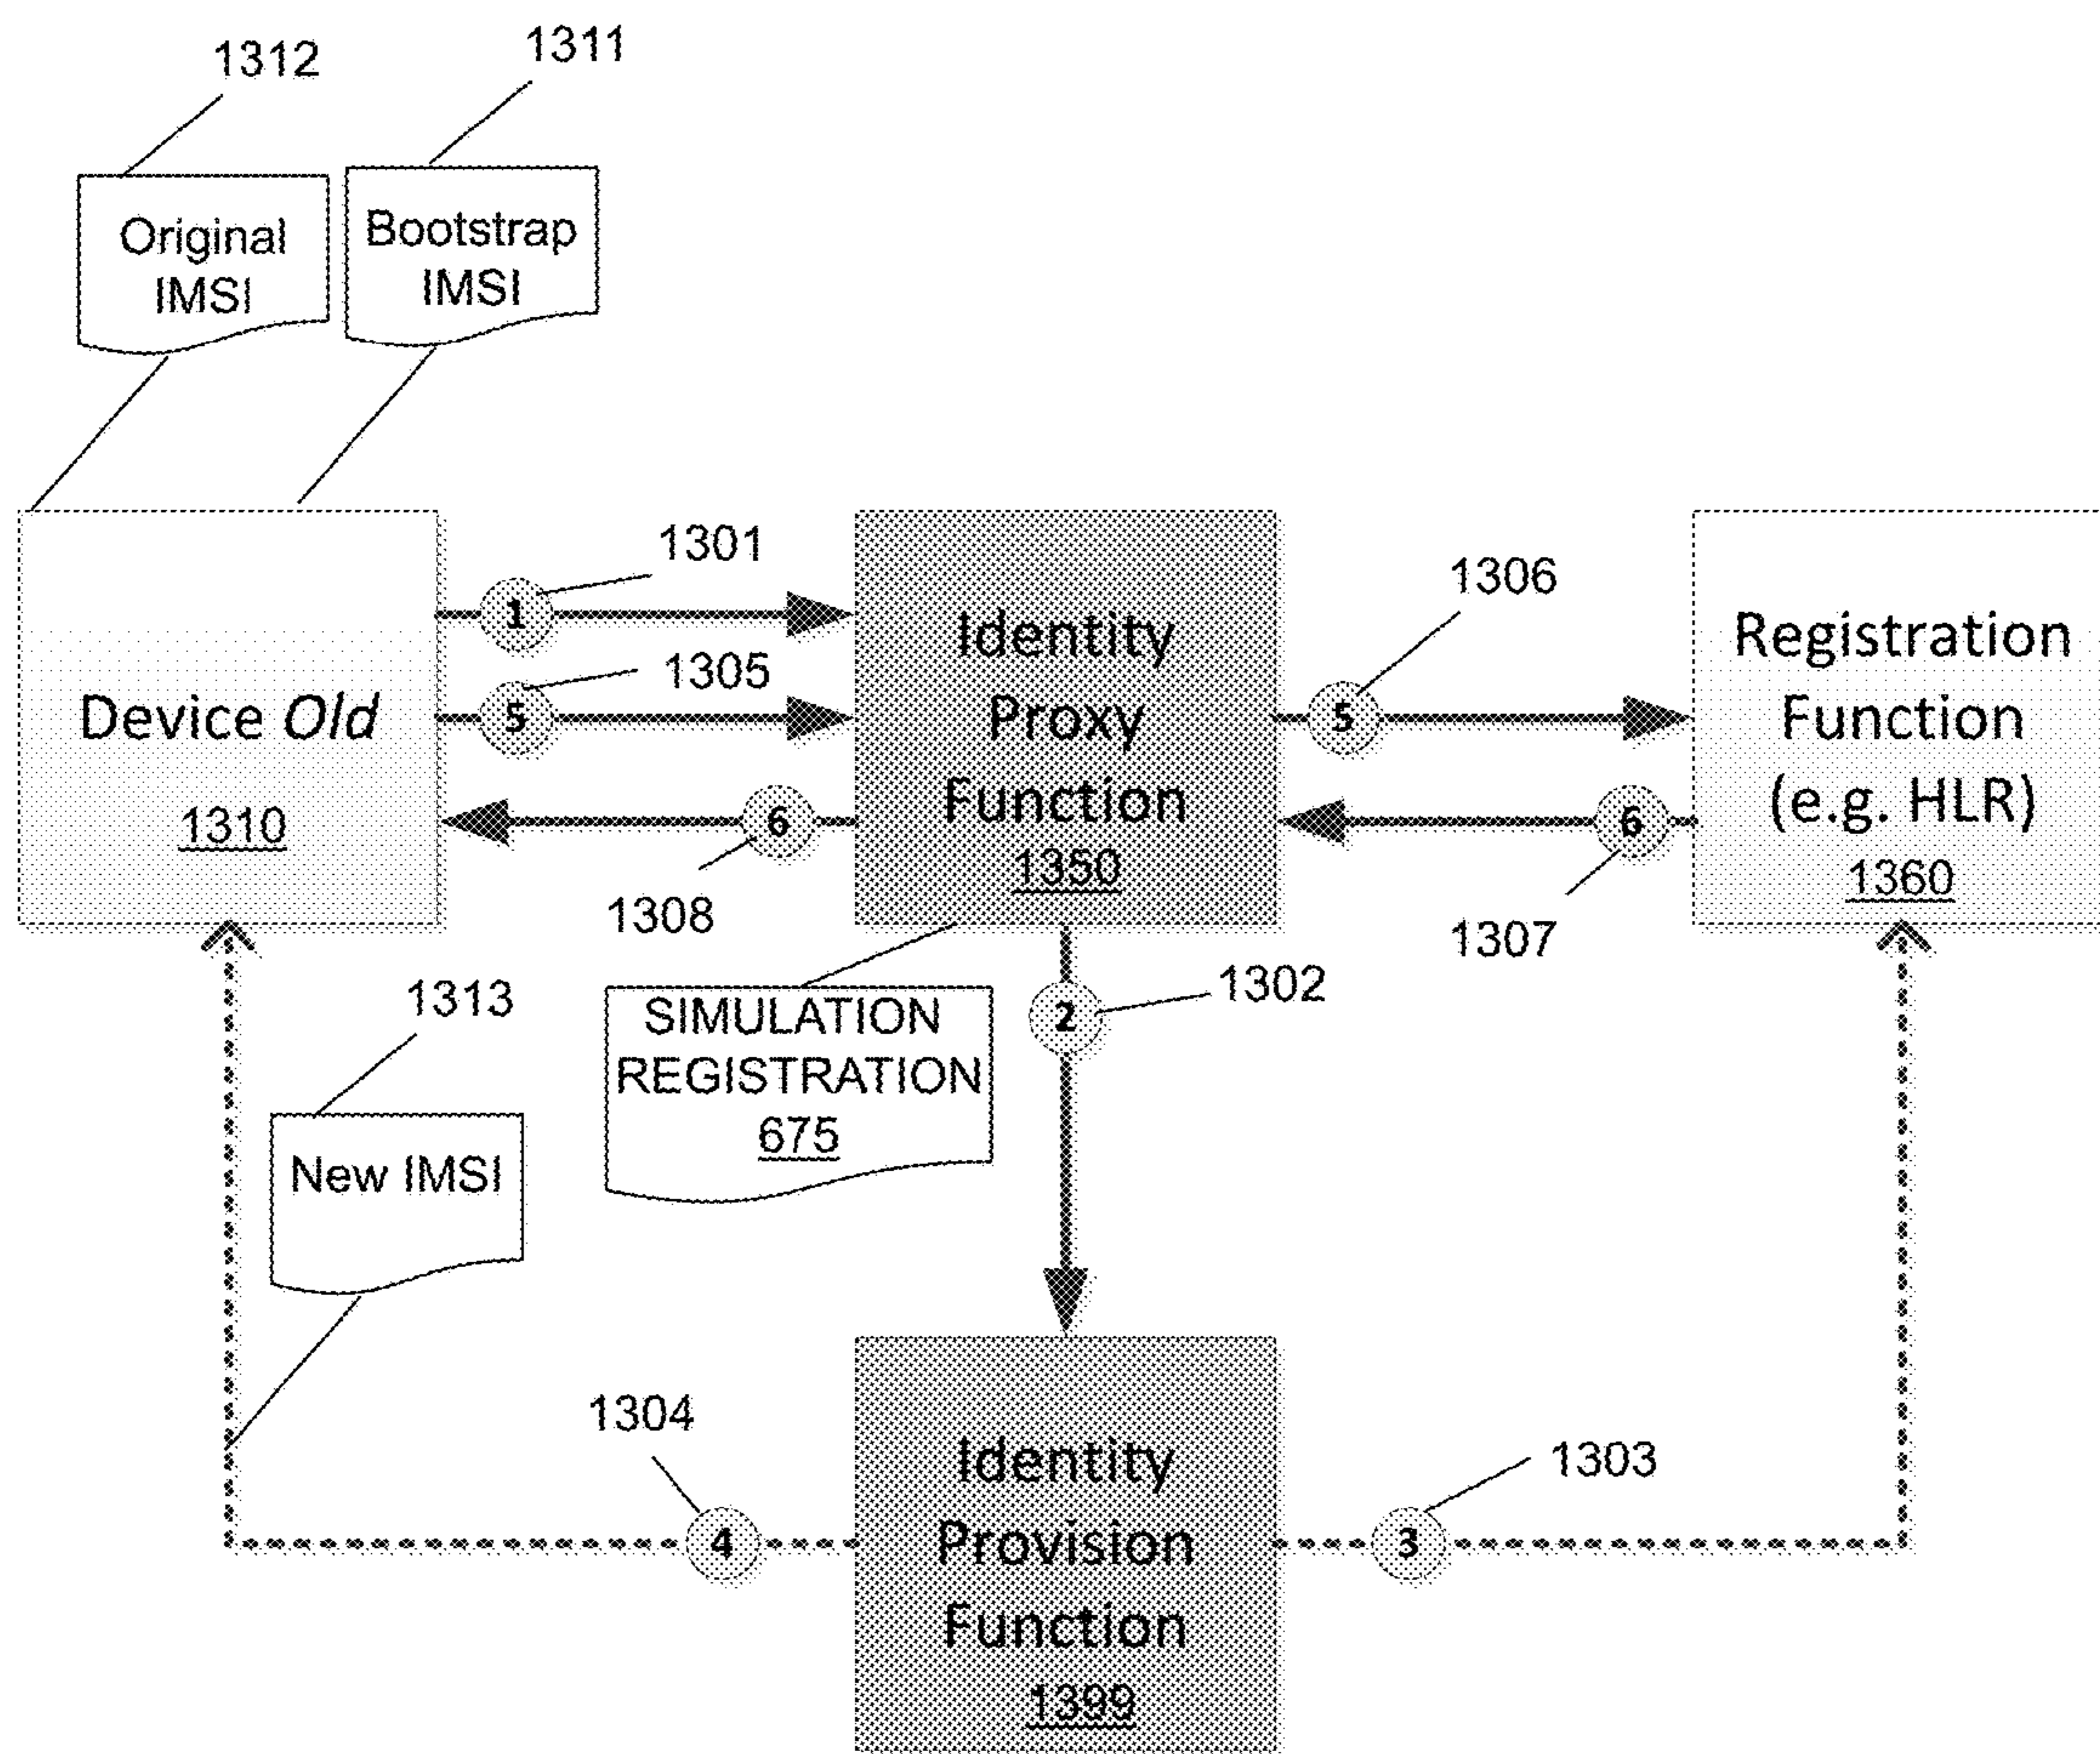 1312
1311
Original
IMSI
Bootstrap
IMSI
1301
1
1305
5
1306
5
Device Old
1310
Identity
Proxy
Function
1350
Registration
Function
(e.g. HLR)
1360
6
1308
6
1307
1313
New IMSI
SIMULATION
REGISTRATION
675
2
1302
1304
4
1303
3
Identity
Provision
Function
1399